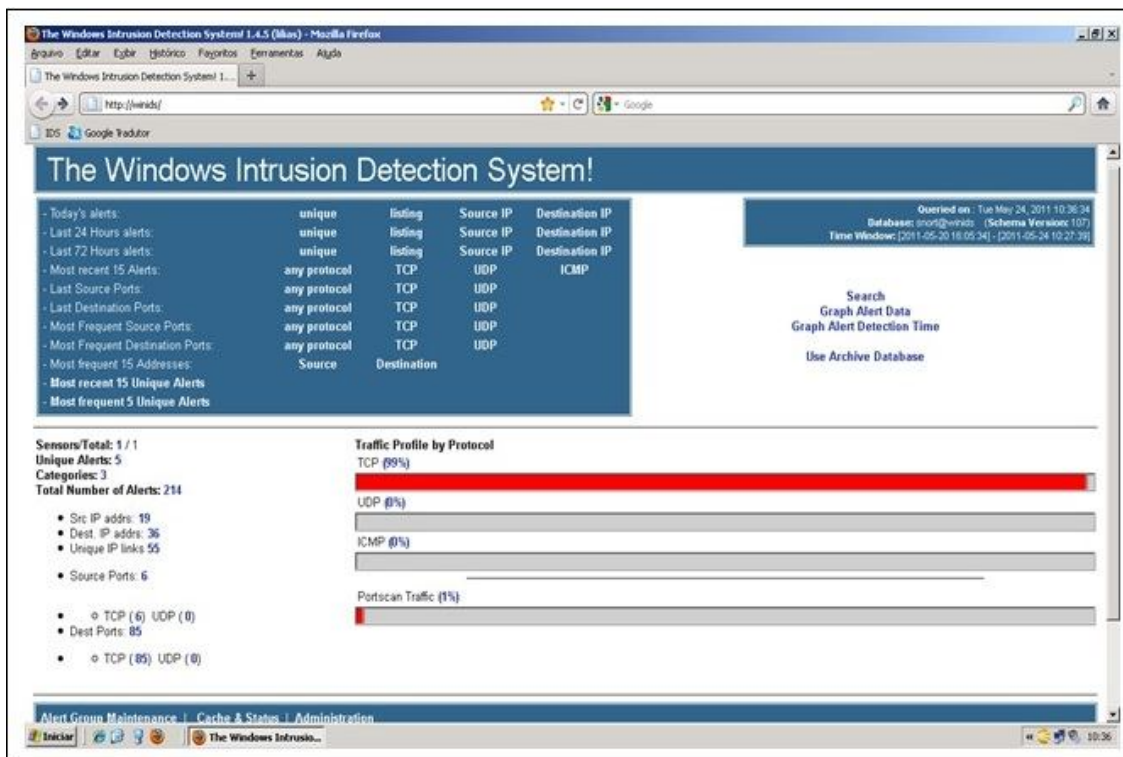 The Windows Intrusion Detection System! 1.4.5 (likas) - Mozilla Firefox
Arquivo Editar Exibir Histórico Favoritos Ferramentas Ajuda
The Windows Intrusion Detection System! 1.... +
http://winids/ Google
IDS Google Tradutor
The Windows Intrusion Detection System!
- Today's alerts: unique listing Source IP Destination IP
- Last 24 Hours alerts: unique listing Source IP Destination IP
- Last 72 Hours alerts: unique listing Source IP Destination IP
- Most recent 15 Alerts: any protocol TCP UDP ICMP
- Last Source Ports: any protocol TCP UDP
- Last Destination Ports: any protocol TCP UDP
- Most Frequent Source Ports: any protocol TCP UDP
- Most Frequent Destination Ports: any protocol TCP UDP
- Most frequent 15 Addresses: Source Destination
- Most recent 15 Unique Alerts
- Most frequent 5 Unique Alerts
Queried on : Tue May 24, 2011 10:36:34
Database: snort@winids (Schema Version: 107)
Time Window: [2011-05-20 16:05:34] - [2011-05-24 10:27:39]
Search
Graph Alert Data
Graph Alert Detection Time
Use Archive Database
Sensors/Total: 1 / 1
Unique Alerts: 5
Categories: 3
Total Number of Alerts: 214
• Src IP addrs: 19
• Dest. IP addrs: 36
• Unique IP links 55
• Source Ports: 6
• ○ TCP ( 6) UDP ( 0)
• Dest Ports: 85
• ○ TCP ( 85) UDP ( 0)
Traffic Profile by Protocol
TCP (99%)
UDP (0%)
ICMP (0%)
Portscan Traffic (1%)
Alert Group Maintenance | Cache & Status | Administration
Iniciar The Windows Intrusio... « 10:36